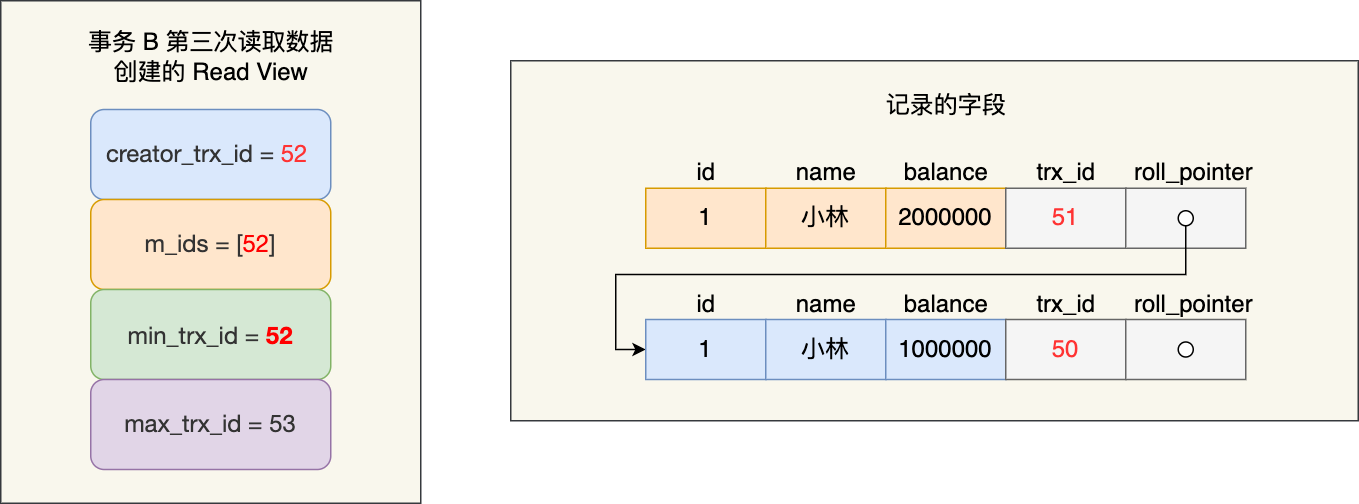 事务 B 第三次读取数据
创建的 Read View
creator_trx_id = 52
m_ids = [52]
min_trx_id = 52
max_trx_id = 53
记录的字段
id name balance trx_id roll_pointer
1 小林 2000000 51
id name balance trx_id roll_pointer
1 小林 1000000 50